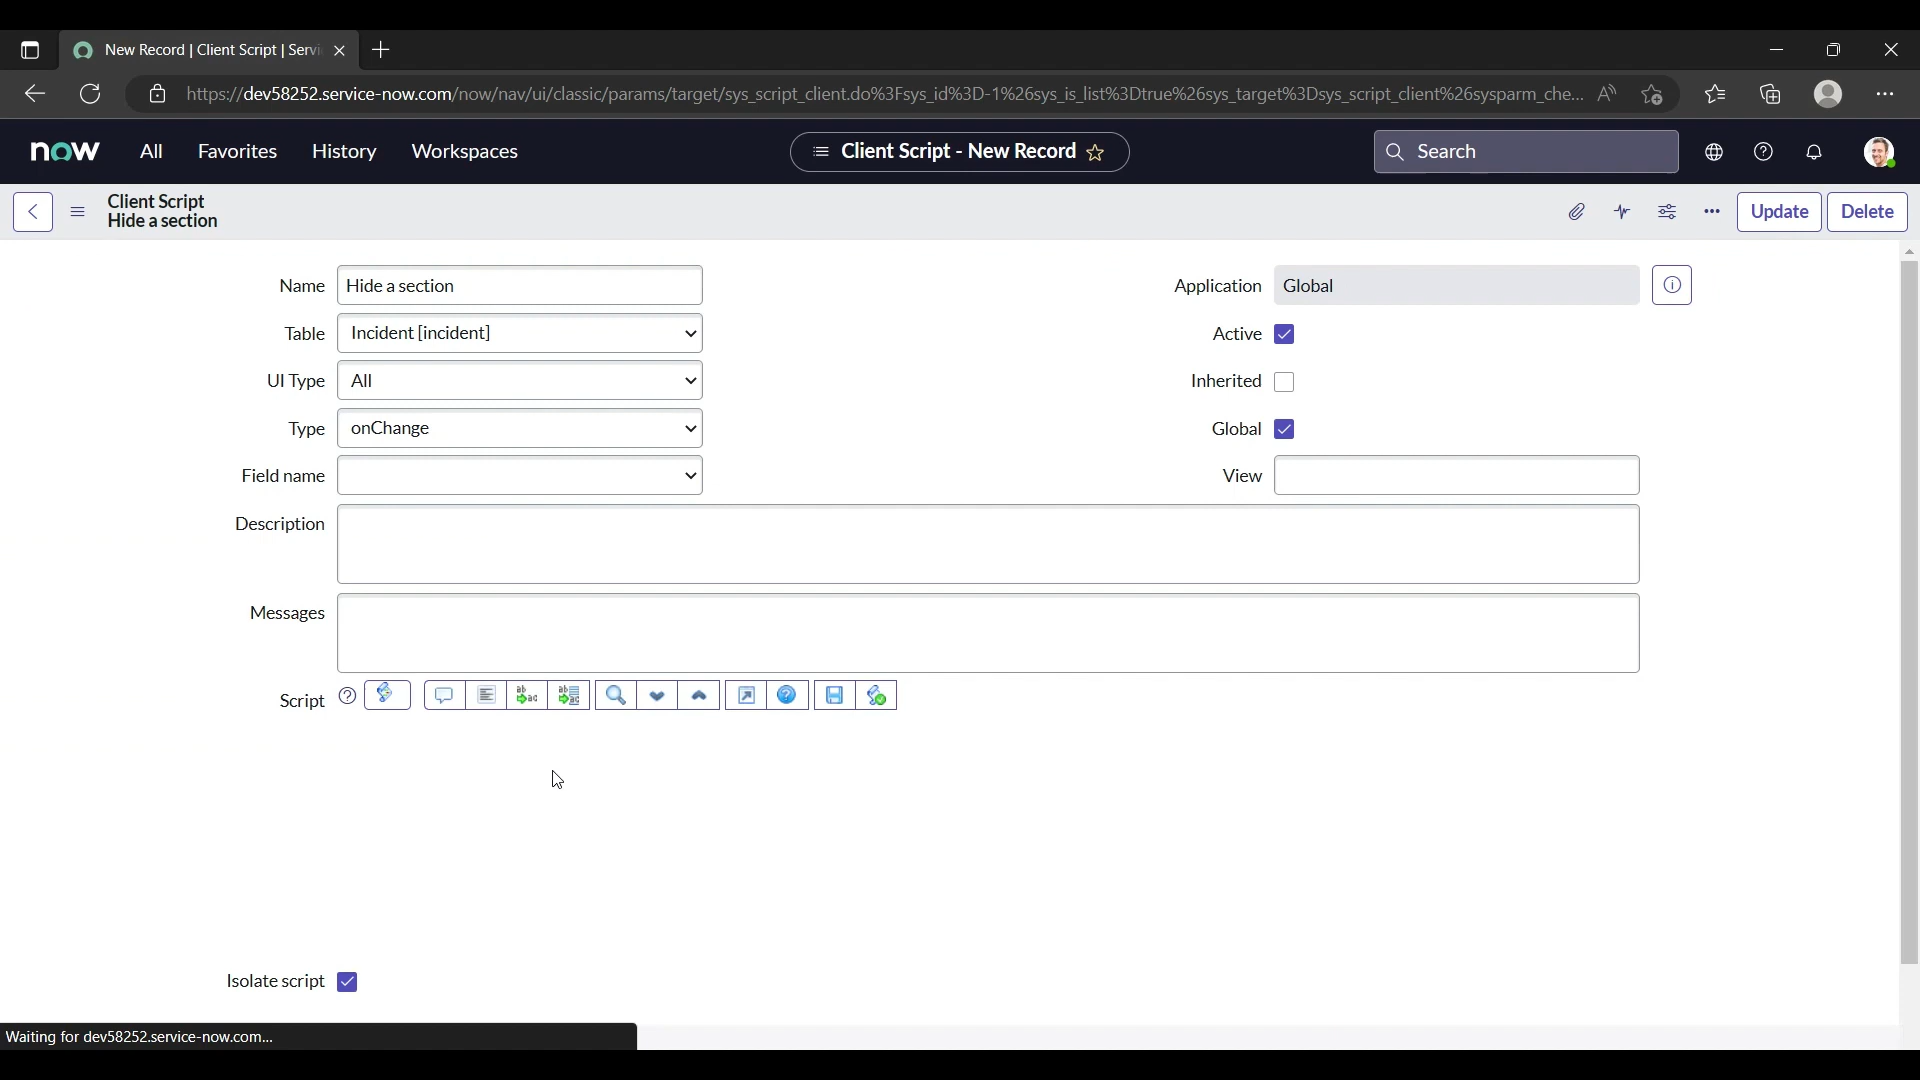 New Record | Client Script | Servi
https://dev58252.service-now.com/now/nav/ui/classic/params/target/sys_script_client.do%3Fsys_id%3D-1%26sys_is_list%3Dtrue%26sys_target%3Dsys_script_client%26sysparm_che...
now All Favorites History Workspaces Client Script - New Record Search
Client Script
Hide a section
Update Delete
Name Hide a section Application Global
Table Incident [incident] Active
UI Type All Inherited
Type onChange Global
Field name View
Description
Messages
Script
Isolate script
Waiting for dev58252.service-now.com...